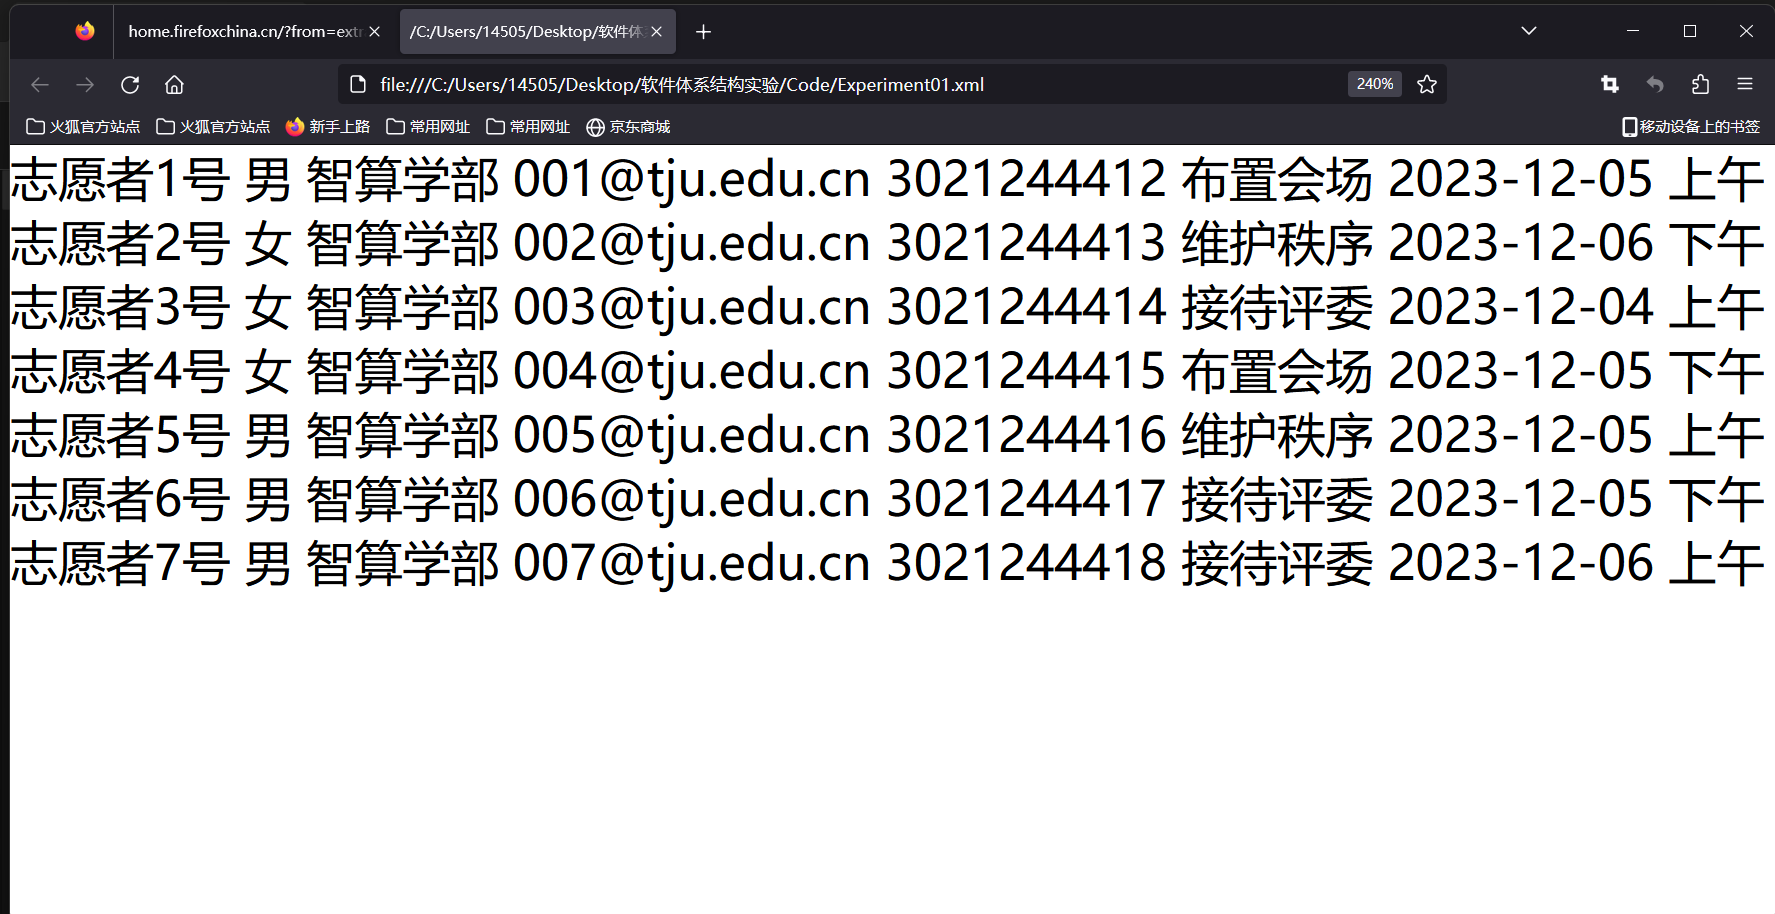 home.firefoxchina.cn/?from=extr
/C:/Users/14505/Desktop/软件体
file:///C:/Users/14505/Desktop/软件体系结构实验/Code/Experiment01.xml
240%
火狐官方站点 火狐官方站点 新手上路 常用网址 常用网址 京东商城 移动设备上的书签
志愿者1号 男 智算学部 001@tju.edu.cn 3021244412 布置会场 2023-12-05 上午
志愿者2号 女 智算学部 002@tju.edu.cn 3021244413 维护秩序 2023-12-06 下午
志愿者3号 女 智算学部 003@tju.edu.cn 3021244414 接待评委 2023-12-04 上午
志愿者4号 女 智算学部 004@tju.edu.cn 3021244415 布置会场 2023-12-05 下午
志愿者5号 男 智算学部 005@tju.edu.cn 3021244416 维护秩序 2023-12-05 上午
志愿者6号 男 智算学部 006@tju.edu.cn 3021244417 接待评委 2023-12-05 下午
志愿者7号 男 智算学部 007@tju.edu.cn 3021244418 接待评委 2023-12-06 上午